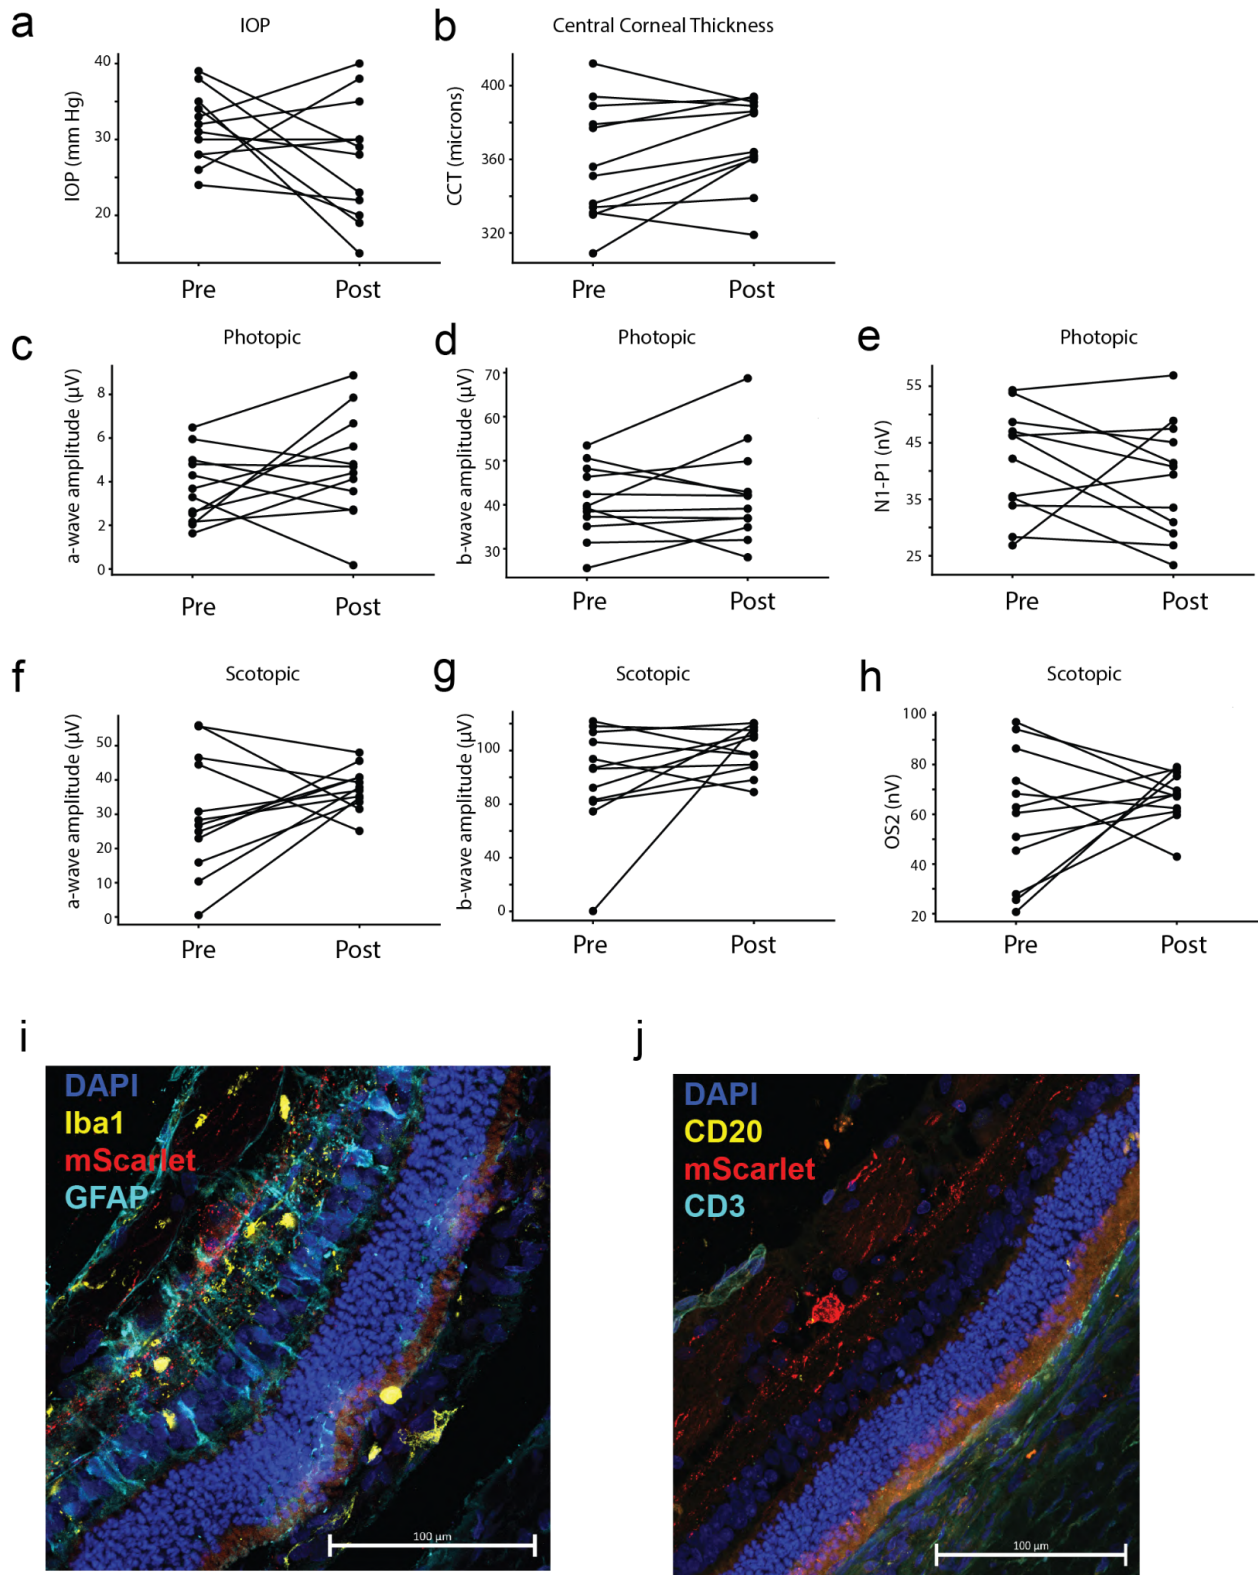 a
IOP
IOP (mm Hg)
40
30
20
Pre
Post
b
Central Corneal Thickness
CCT (microns)
400
360
320
Pre
Post
c
Photopic
a-wave amplitude (μV)
8
6
4
2
0
Pre
Post
d
Photopic
b-wave amplitude (μV)
70
50
40
30
Pre
Post
e
Photopic
N1-P1 (nV)
55
45
35
25
Pre
Post
f
Scotopic
a-wave amplitude (μV)
50
40
30
20
10
0
Pre
Post
g
Scotopic
b-wave amplitude (μV)
100
80
40
0
Pre
Post
h
Scotopic
OS2 (nV)
100
80
60
40
20
Pre
Post
i
DAPI
Iba1
mScarlet
GFAP
100 μm
j
DAPI
CD20
mScarlet
CD3
100 μm